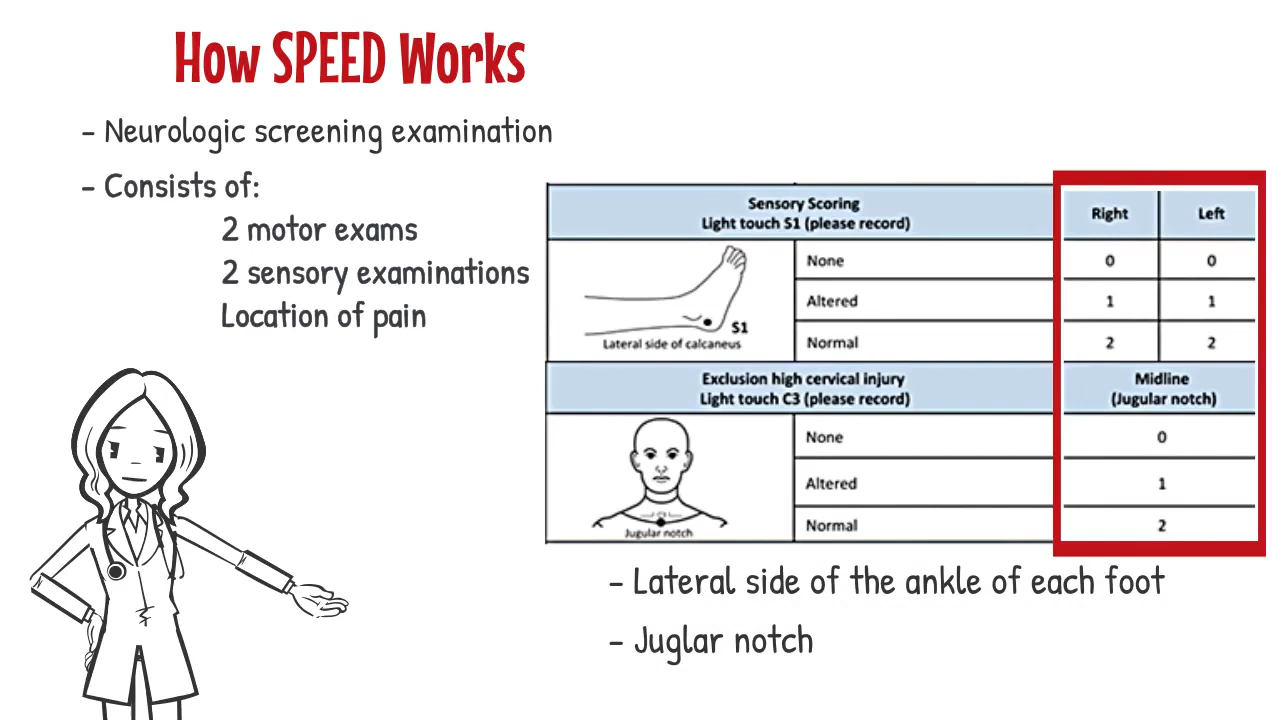 How SPEED Works
- Neurologic screening examination
- Consists of:
2 motor exams
2 sensory examinations
Location of pain
Sensory Scoring
Light touch S1 (please record)
Right Left
S1
Lateral side of calcaneus
None 0 0
Altered 1 1
Normal 2 2
Exclusion high cervical injury
Light touch C3 (please record)
Midline
(Jugular notch)
Jugular notch
None 0
Altered 1
Normal 2
- Lateral side of the ankle of each foot
- Juglar notch